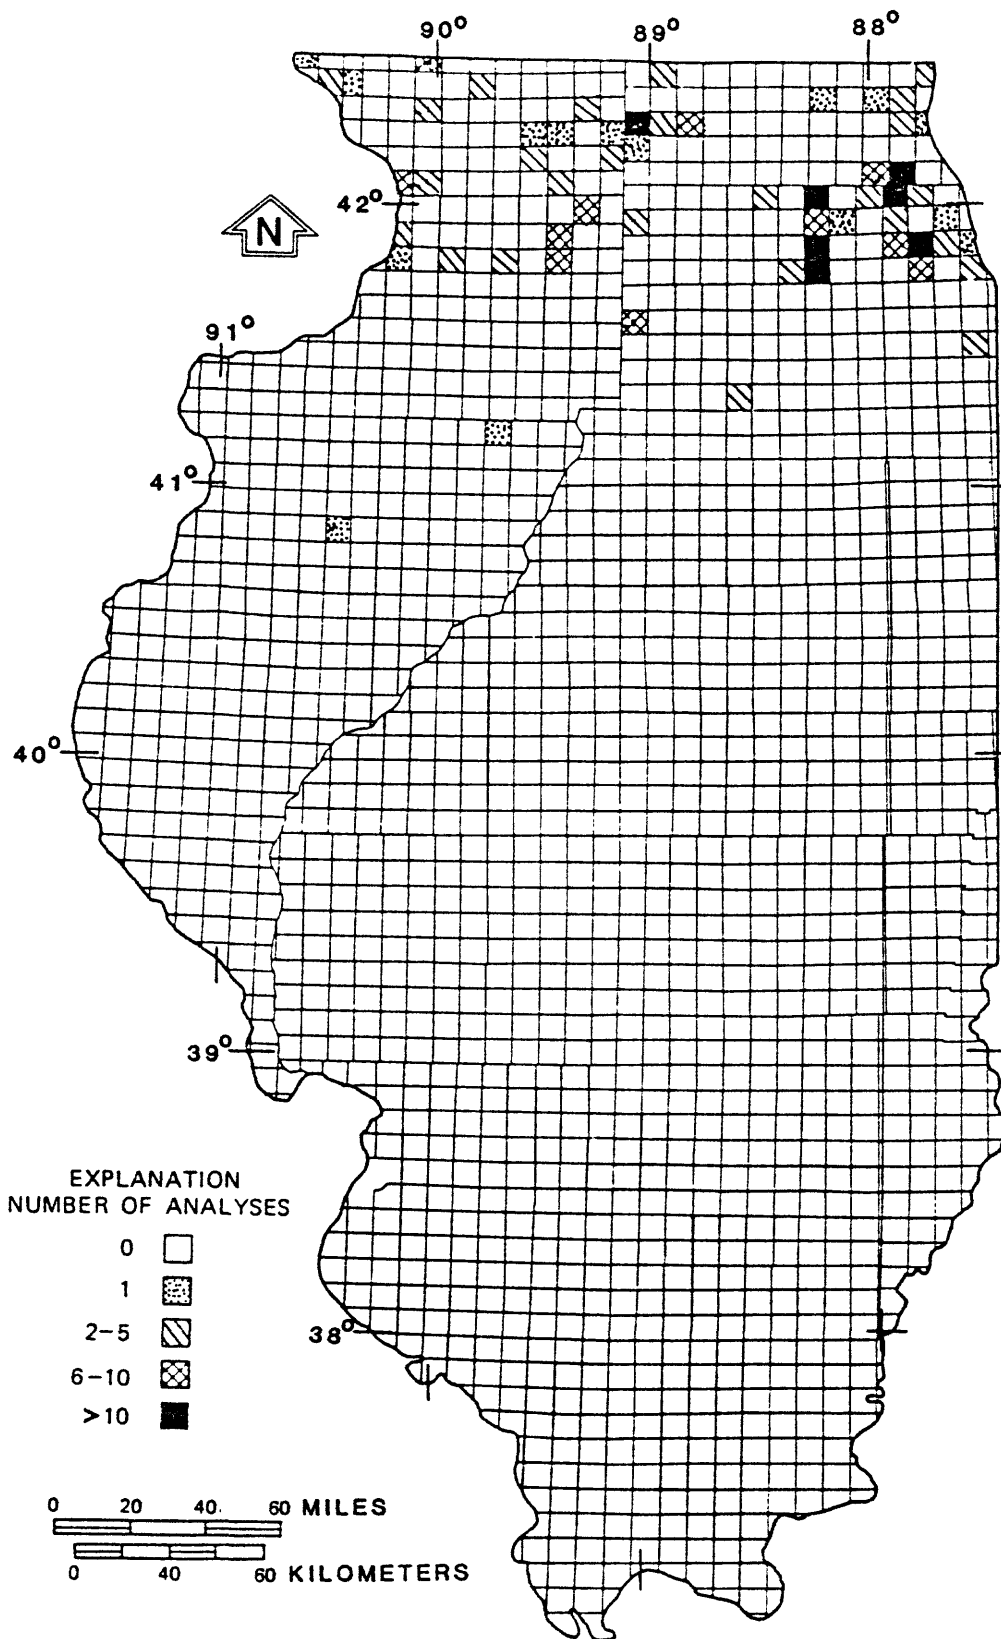 90°
89°
88°
42°
N
91°
41°
40°
39°
EXPLANATION
NUMBER OF ANALYSES
0
1
2-5
6-10
>10
38°
0 20 40. 60 MILES
0 40 60 KILOMETERS